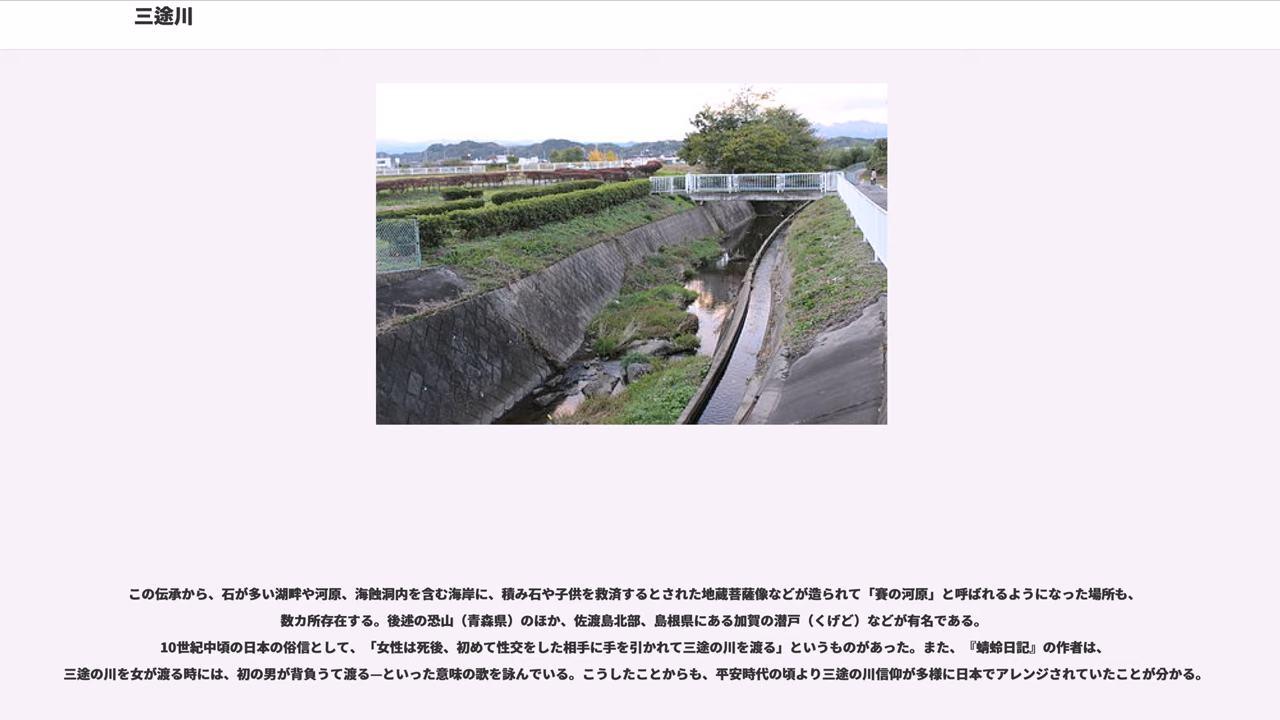 三途川
この伝承から、石が多い湖畔や河原、海蝕洞内を含む海岸に、積み石や子供を救済するとされた地蔵菩薩像などが造られて「賽の河原」と呼ばれるようになった場所も、
数カ所存在する。後述の恐山（青森県）のほか、佐渡島北部、島根県にある加賀の潜戸（くげど）などが有名である。
10世紀中頃の日本の俗信として、「女性は死後、初めて性交をした相手に手を引かれて三途の川を渡る」というものがあった。また、『蜻蛉日記』の作者は、
三途の川を女が渡る時には、初の男が背負うて渡る―といった意味の歌を詠んでいる。こうしたことからも、平安時代の頃より三途の川信仰が多様に日本でアレンジされていたことが分かる。